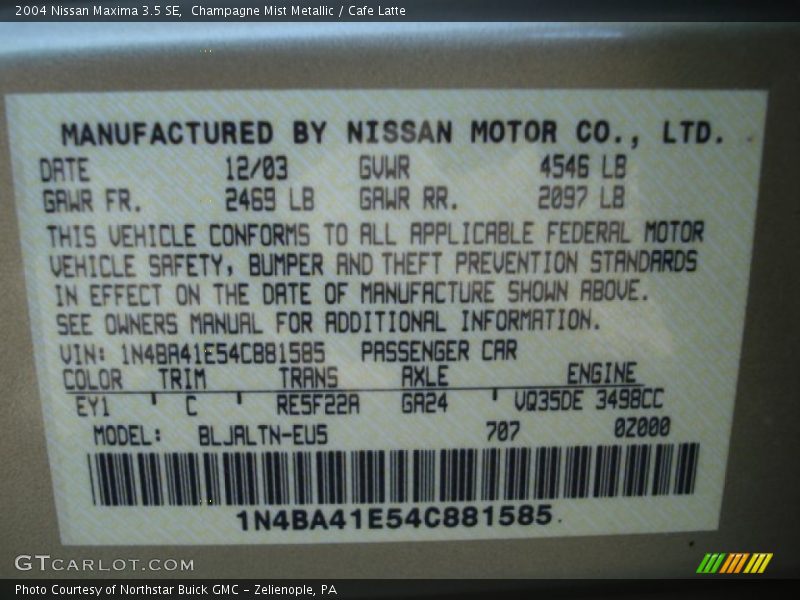 2004 Nissan Maxima 3.5 SE,  Champagne Mist Metallic / Cafe Latte
MANUFACTURED BY NISSAN MOTOR CO., LTD.
DATE 12/03 GVWR 4546 LB
GAWR FR. 2469 LB GAWR RR. 2097 LB
THIS VEHICLE CONFORMS TO ALL APPLICABLE FEDERAL MOTOR
VEHICLE SAFETY, BUMPER AND THEFT PREVENTION STANDARDS
IN EFFECT ON THE DATE OF MANUFACTURE SHOWN ABOVE.
SEE OWNERS MANUAL FOR ADDITIONAL INFORMATION.
VIN: 1N4BA41E54C881585 PASSENGER CAR
COLOR TRIM TRANS AXLE ENGINE
EY1 C RE5F22A GA24 VQ35DE 3498CC
MODEL: BLJALTN-EU5 707 0Z000
1N4BA41E54C881585
GTCARLOT.COM
Photo Courtesy of Northstar Buick GMC - Zelienople, PA